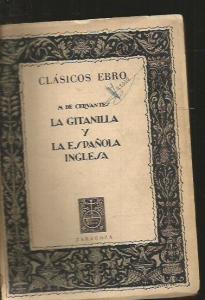 CLÁSICOS EBRO
M. DE CERVANTES
LA GITANILLA
Y
LA ESPAÑOLA
INGLESA
ZARAGOZA